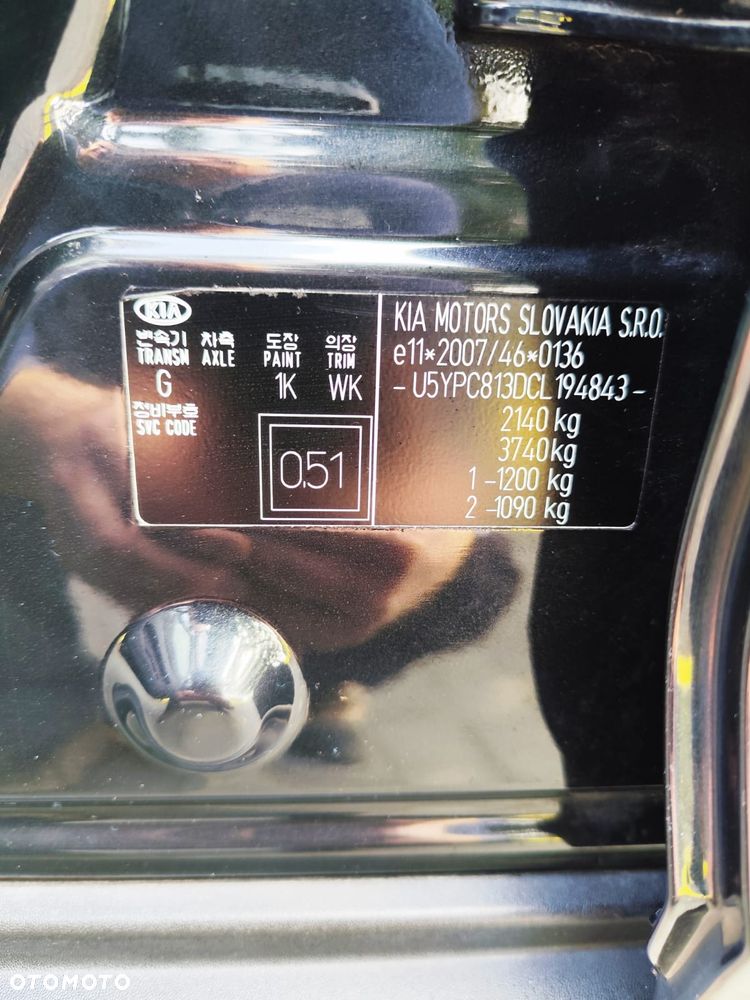 KIA
변속기 차축 도장 의장
TRANSM AXLE PAINT TRIM
G 1K WK
정비부호
SVC CODE
0.51
KIA MOTORS SLOVAKIA S.R.O.
e11*2007/46*0136
- U5YPC813DCL194843 -
2140 kg
3740kg
1 -1200 kg
2 -1090 kg
OTOMOTO